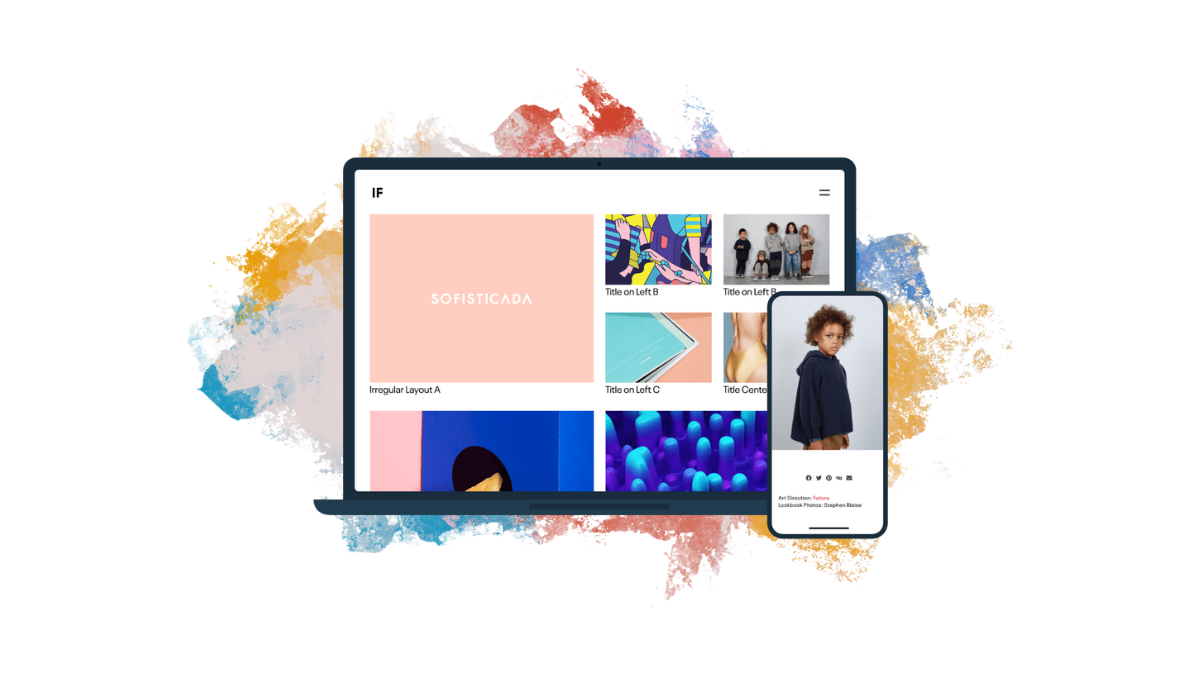 IF
SOFISTICADA
Irregular Layout A
Title on Left B
Title on Left B
Title on Left C
Title Cente
Art Direction: Futura
Lookbook Photos: Stephen Blaise